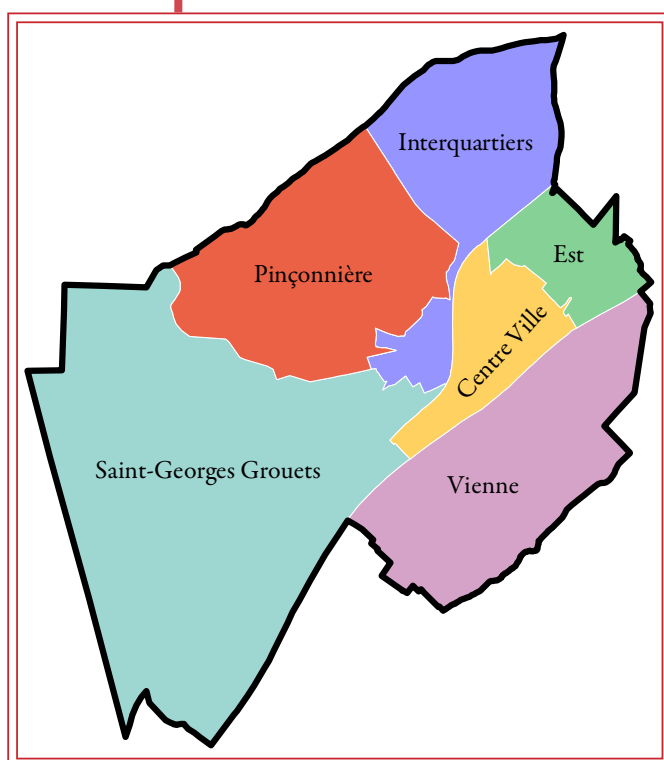 Interquartiers
Est
Pinçonnière
Centre Ville
Saint-Georges Grouets
Vienne